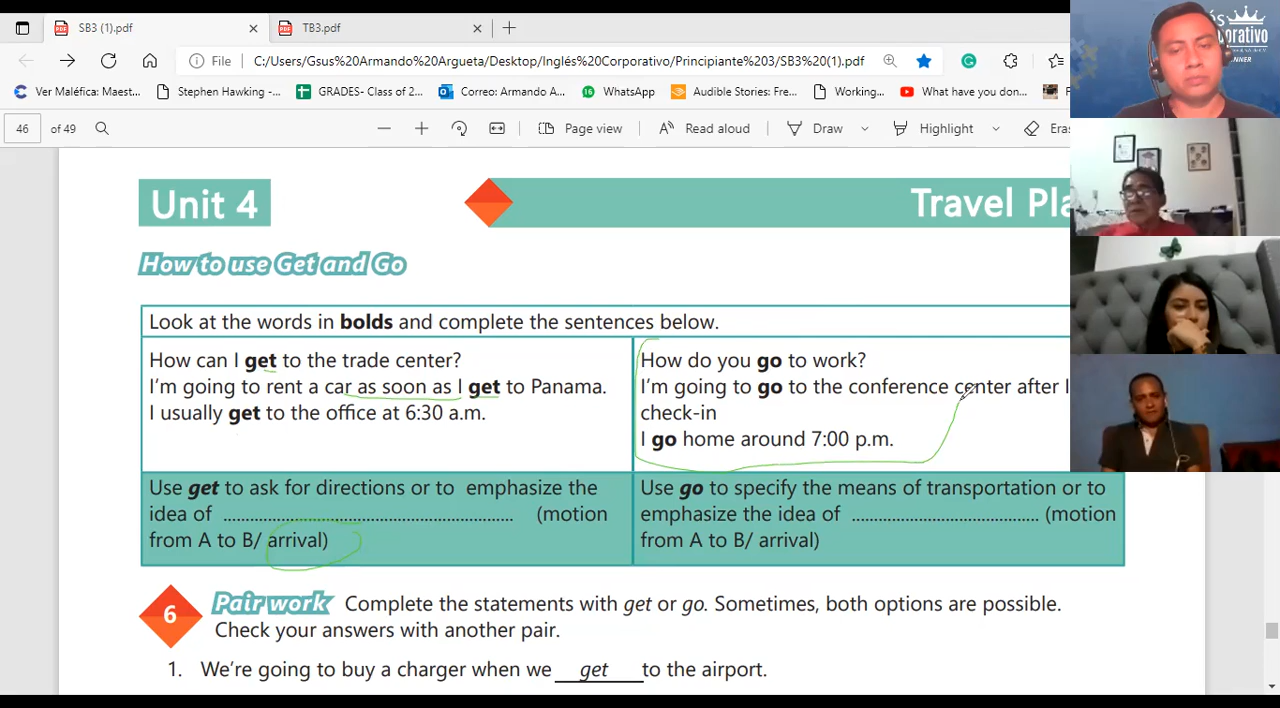 SB3 (1).pdf
TB3.pdf
File C:/Users/Gsus%20Armando%20Argueta/Desktop/Ingles%20Corporativo/Principiante%203/SB3%20(1).pdf
Ver Maléfica: Maest...
Stephen Hawking -...
GRADES- Class of 2...
Correo: Armando A...
WhatsApp
Audible Stories: Fre...
Working...
What have you don...
46 of 49
Page view
Read aloud
Draw
Highlight
Unit 4
Travel
How to use Get and Go
Look at the words in bolds and complete the sentences below.
How can I get to the trade center?
I'm going to rent a car as soon as I get to Panama.
I usually get to the office at 6:30 a.m.
How do you go to work?
I'm going to go to the conference center after I
check-in
I go home around 7:00 p.m.
Use get to ask for directions or to emphasize the
idea of .................................................... (motion
from A to B/ arrival)
Use go to specify the means of transportation or to
emphasize the idea of ................................. (motion
from A to B/ arrival)
6 Pair work Complete the statements with get or go. Sometimes, both options are possible.
Check your answers with another pair.
1. We're going to buy a charger when we get to the airport.